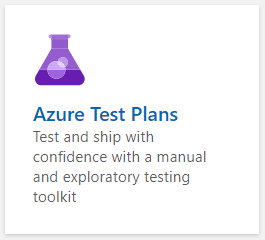 Azure Test Plans
Test and ship with
confidence with a manual
and exploratory testing
toolkit